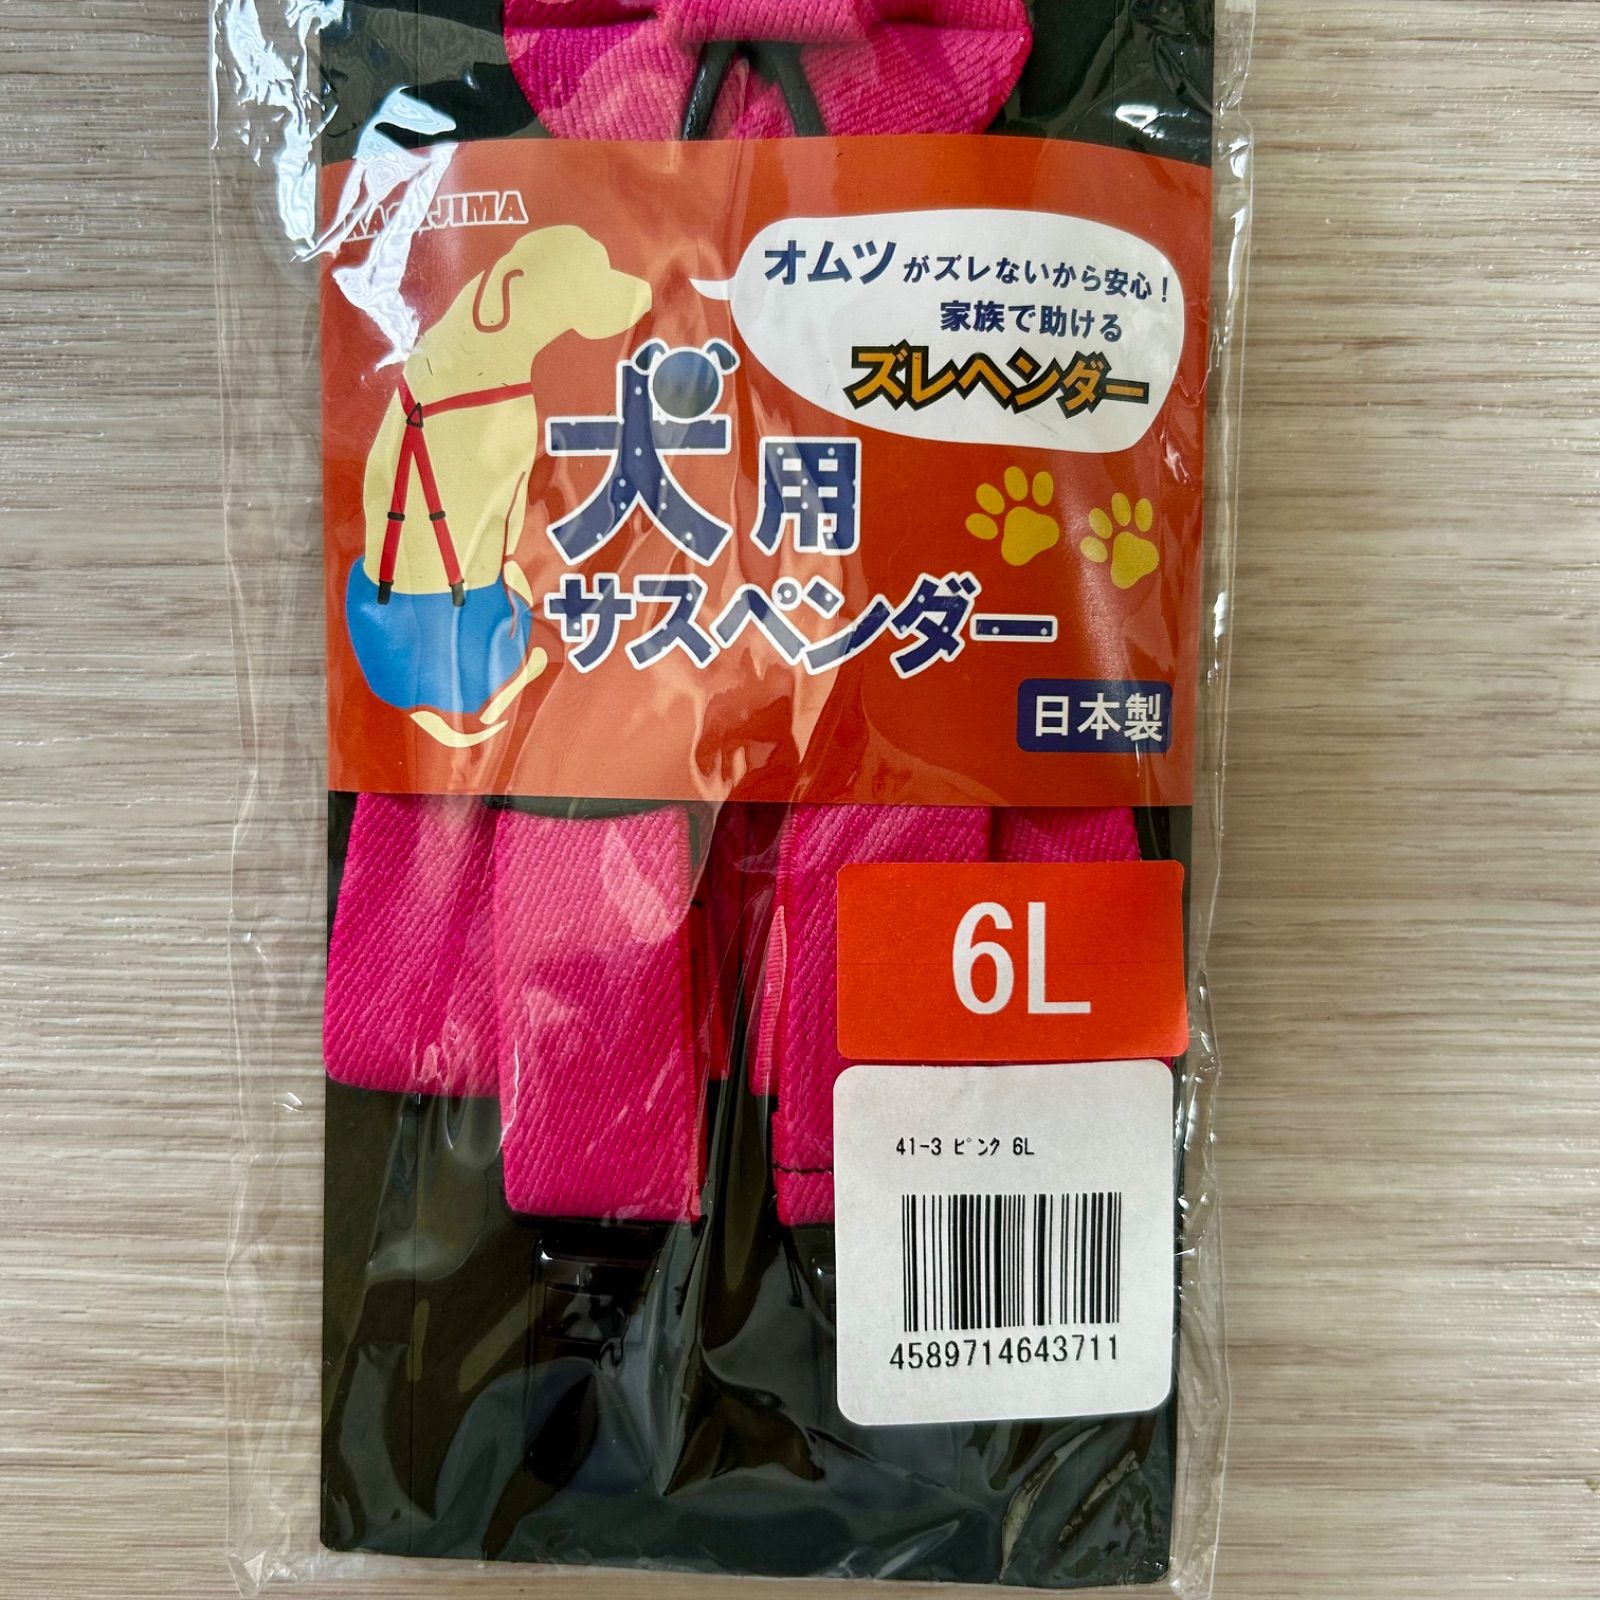 オムツがズレないから安心!
家族で助ける
ズレヘンダー
犬用
サスペンダー
日本製
6L
41-3 ピンク 6L
4589714643711